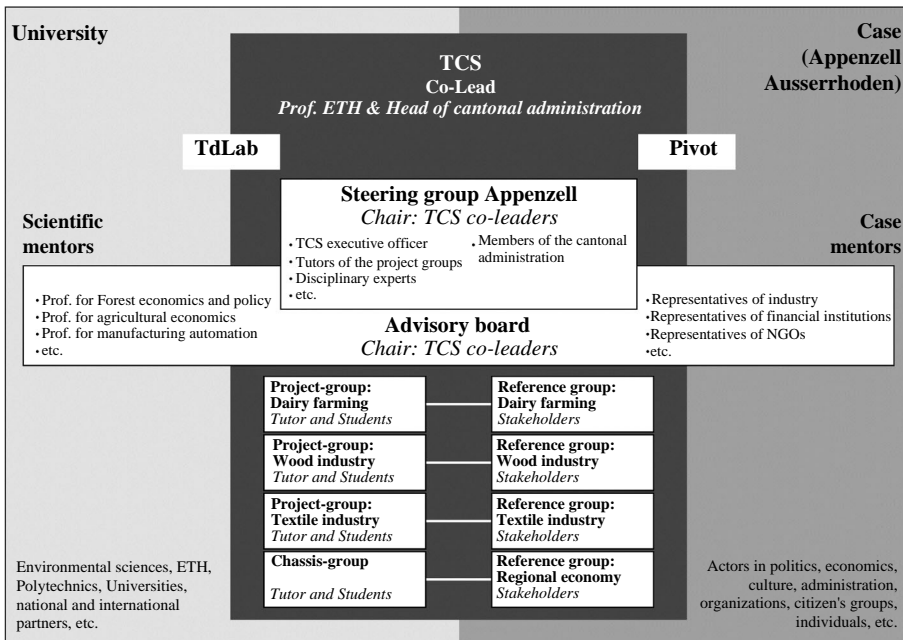 University
Case
(Appenzell
Ausserrhoden)
TCS
Co-Lead
Prof. ETH & Head of cantonal administration
TdLab
Pivot
Steering group Appenzell
Chair: TCS co-leaders
• TCS executive officer
• Tutors of the project groups
• Disciplinary experts
• etc.
• Members of the cantonal
administration
Scientific
mentors
Case
mentors
• Prof. for Forest economics and policy
• Prof. for agricultural economics
• Prof. for manufacturing automation
• etc.
Advisory board
Chair: TCS co-leaders
• Representatives of industry
• Representatives of financial institutions
• Representatives of NGOs
• etc.
Project-group:
Dairy farming
Tutor and Students
Reference group:
Dairy farming
Stakeholders
Project-group:
Wood industry
Tutor and Students
Reference group:
Wood industry
Stakeholders
Project-group:
Textile industry
Tutor and Students
Reference group:
Textile industry
Stakeholders
Chassis-group
Tutor and Students
Reference group:
Regional economy
Stakeholders
Environmental sciences, ETH,
Polytechnics, Universities,
national and international
partners, etc.
Actors in politics, economics,
culture, administration,
organizations, citizen's groups,
individuals, etc.